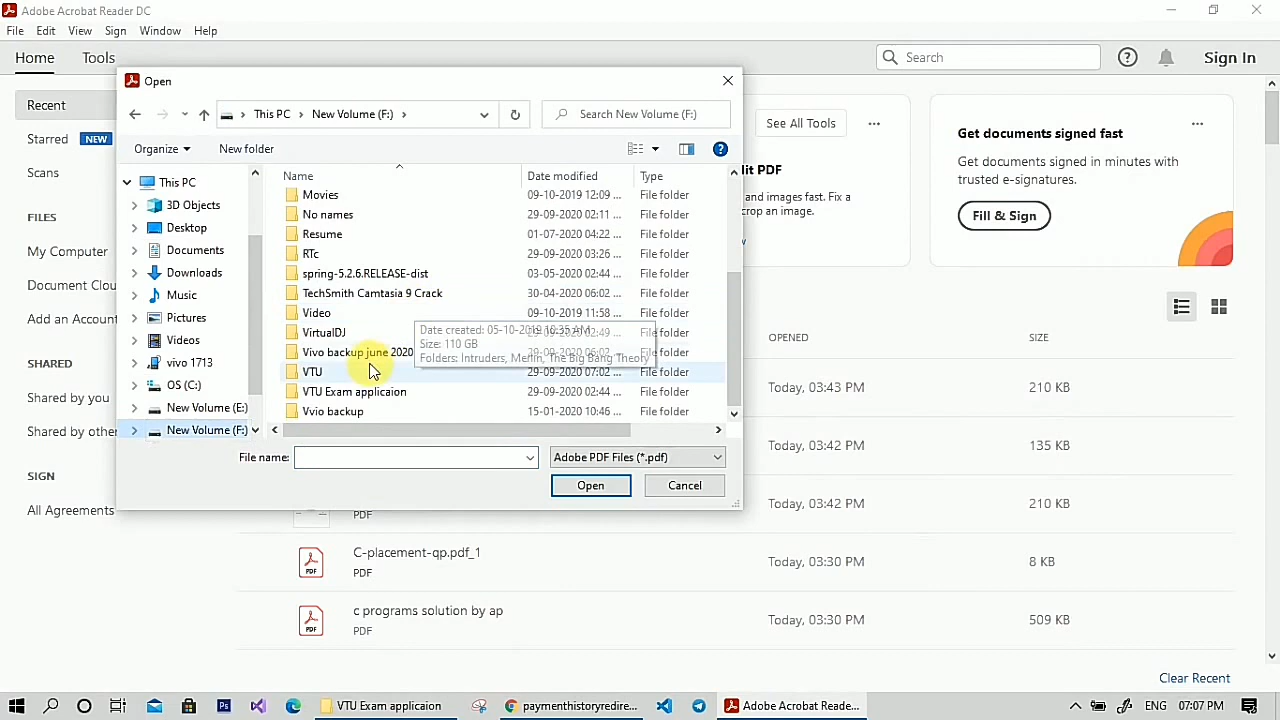 Adobe Acrobat Reader DC
File Edit View Sign Window Help
Home Tools Search Sign In
Open
This PC New Volume (F:) Search New Volume (F:)
Organize New folder
Name Date modified Type
Movies 09-10-2019 12:09 ... File folder
No names 29-09-2020 02:11 ... File folder
Resume 01-07-2020 04:22 ... File folder
RTc 29-09-2020 03:26 ... File folder
spring-5.2.6.RELEASE-dist 03-05-2020 02:44 ... File folder
TechSmith Camtasia 9 Crack 30-04-2020 06:02 ... File folder
Video 09-10-2019 11:58 ... File folder
VirtualDJ File folder
Vivo backup june 2020 File folder
VTU 29-09-2020 07:02 ... File folder
VTU Exam applicaion 29-09-2020 02:44 ... File folder
Vvio backup 15-01-2020 10:46 ... File folder
Size: 110 GB
Folders: Intruders, Merlin, The Big Bang Theory
This PC
3D Objects
Desktop
Documents
Downloads
Music
Pictures
Videos
vivo 1713
OS (C:)
New Volume (E:)
New Volume (F:)
File name: Adobe PDF Files (*.pdf)
Open Cancel
Recent
Starred NEW
Scans
FILES
My Computer
Document Clou
Add an Account
SHARED
Shared by you
Shared by other
SIGN
All Agreements
See All Tools
dit PDF
and images fast. Fix a
crop an image.
Get documents signed fast
Get documents signed in minutes with
trusted e-signatures.
Fill & Sign
OPENED SIZE
Today, 03:43 PM 210 KB
Today, 03:42 PM 135 KB
Today, 03:42 PM 210 KB
PDF
C-placement-qp.pdf_1
PDF
Today, 03:30 PM 8 KB
c programs solution by ap
PDF
Today, 03:30 PM 509 KB
Clear Recent
VTU Exam applicaion paymenthistoryredire... Adobe Acrobat Reade... 07:07 PM